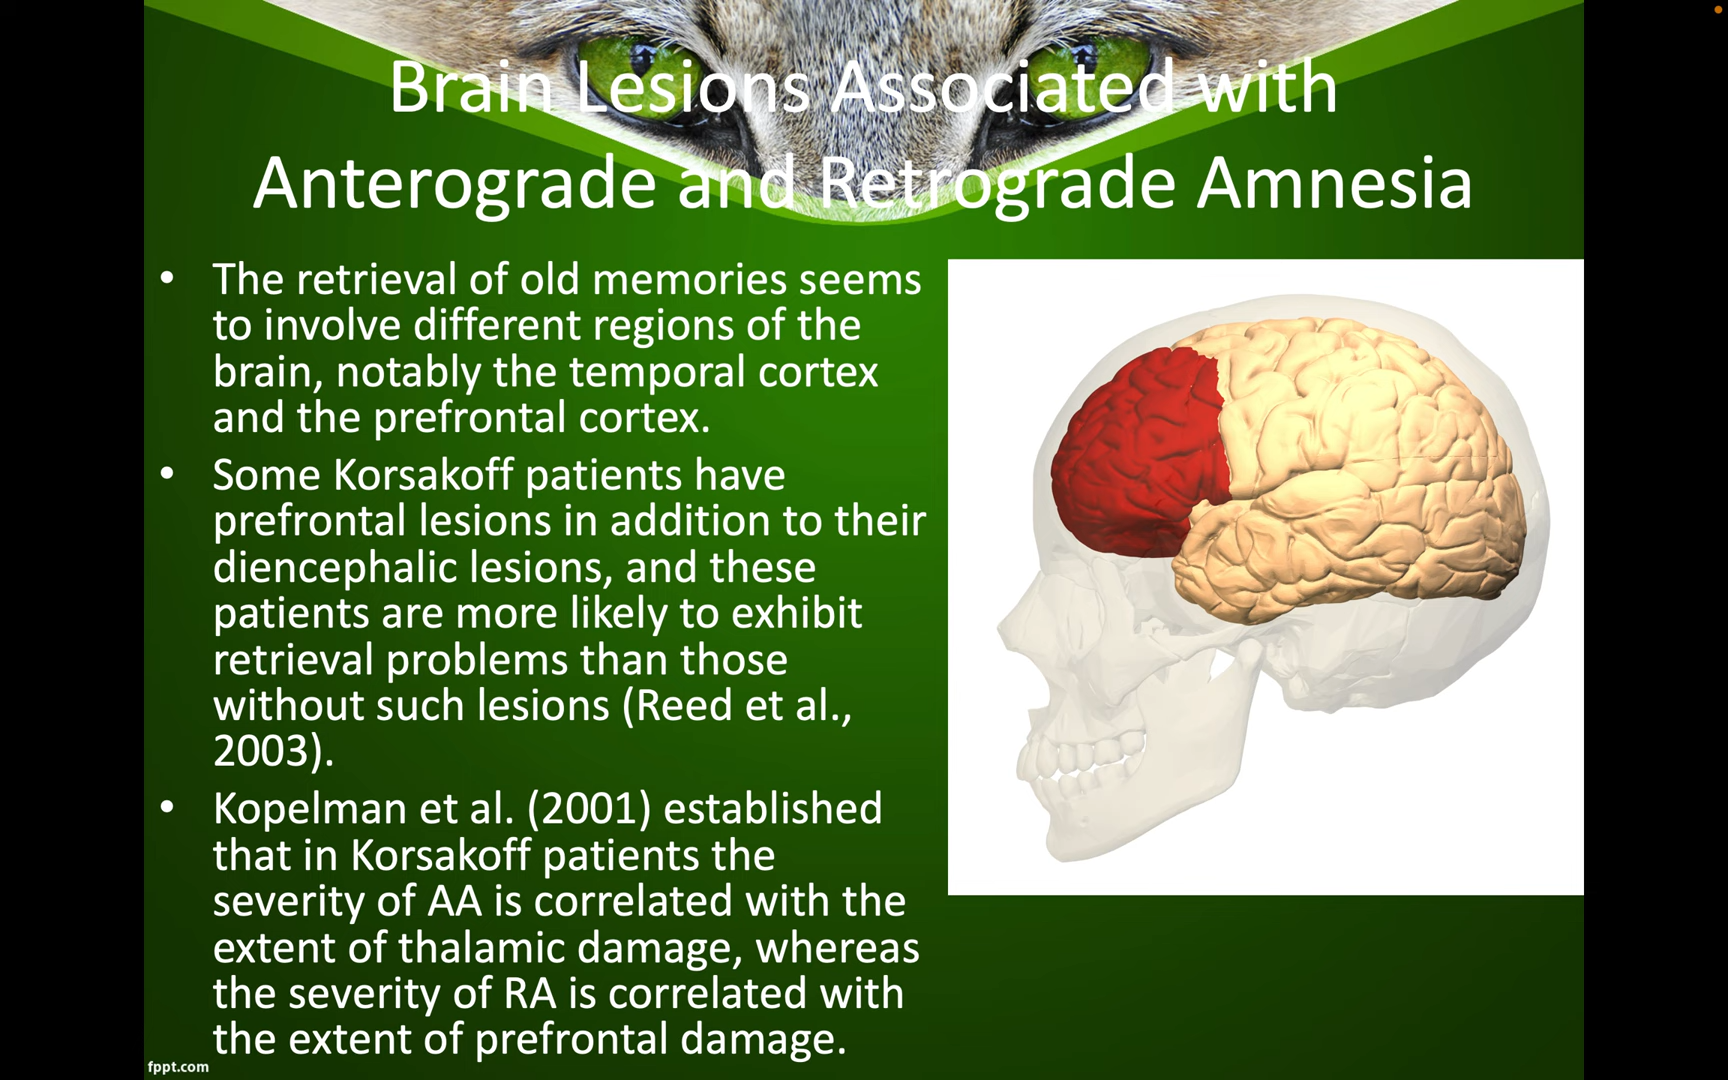 Brain Lesions Associated with
Anterograde and Retrograde Amnesia
• The retrieval of old memories seems
to involve different regions of the
brain, notably the temporal cortex
and the prefrontal cortex.
• Some Korsakoff patients have
prefrontal lesions in addition to their
diencephalic lesions, and these
patients are more likely to exhibit
retrieval problems than those
without such lesions (Reed et al.,
2003).
• Kopelman et al. (2001) established
that in Korsakoff patients the
severity of AA is correlated with the
extent of thalamic damage, whereas
the severity of RA is correlated with
the extent of prefrontal damage.
fppt.com